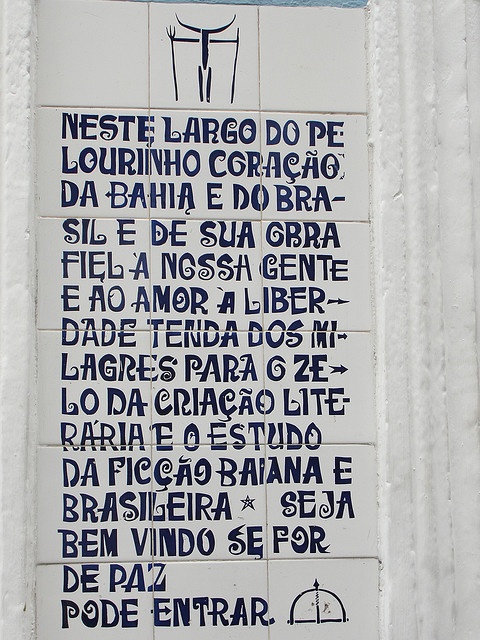 NESTE LARGO DO PE
LOURINHO CORAÇÃO,
DA BAHIA E DO BRA-
SIL E DE SUA OBRA
FIEL À NOSSA GENTE
E AO AMOR À LIBER-
DADE TENDA DOS MI-
LAGRES PARA O ZE-
LO DA CRIAÇÃO LITE-
RÁRIA E O ESTUDO
DA FICÇÃO BAIANA E
BRASILEIRA ☆ SEJA
BEM VINDO SE FOR
DE PAZ
PODE ENTRAR.